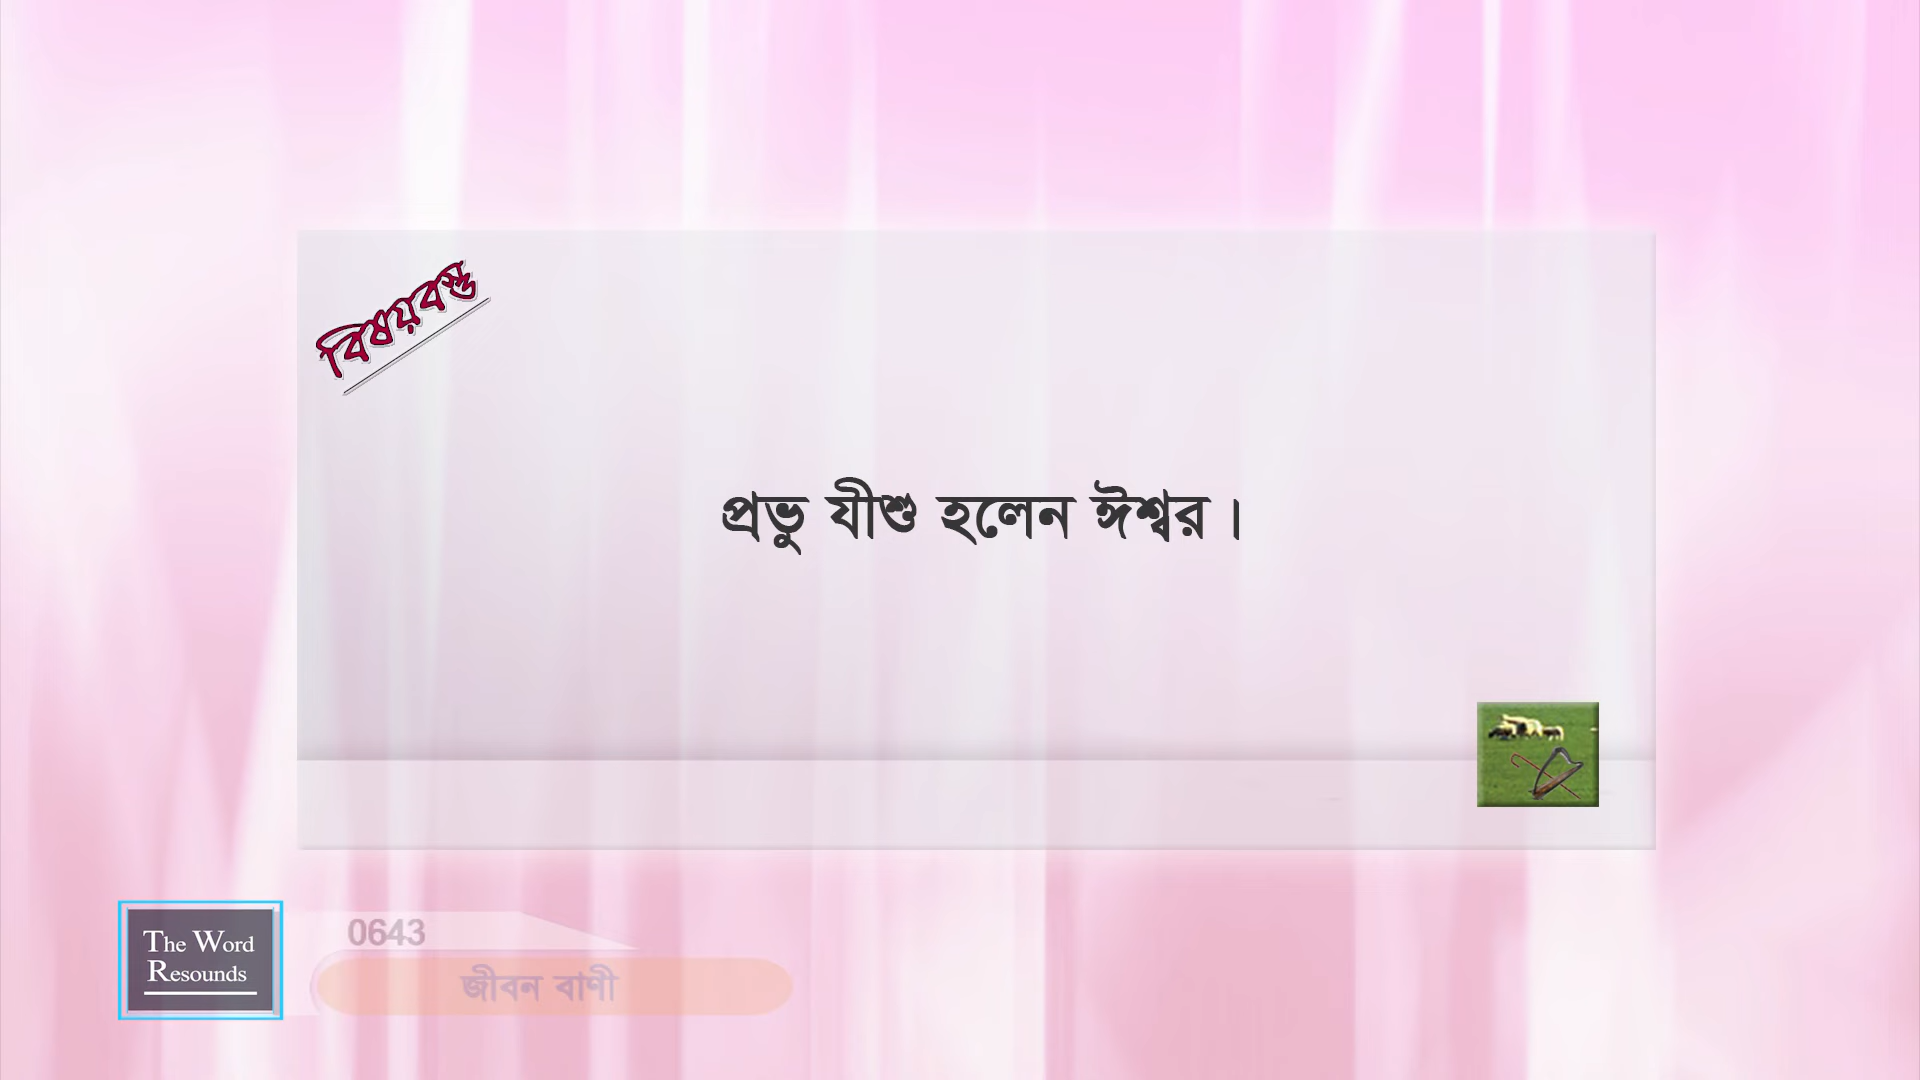 বিষয়বস্তু
প্রভু যীশু হলেন ঈশ্বর।
The Word
Resounds
0643
জীবন বাণী